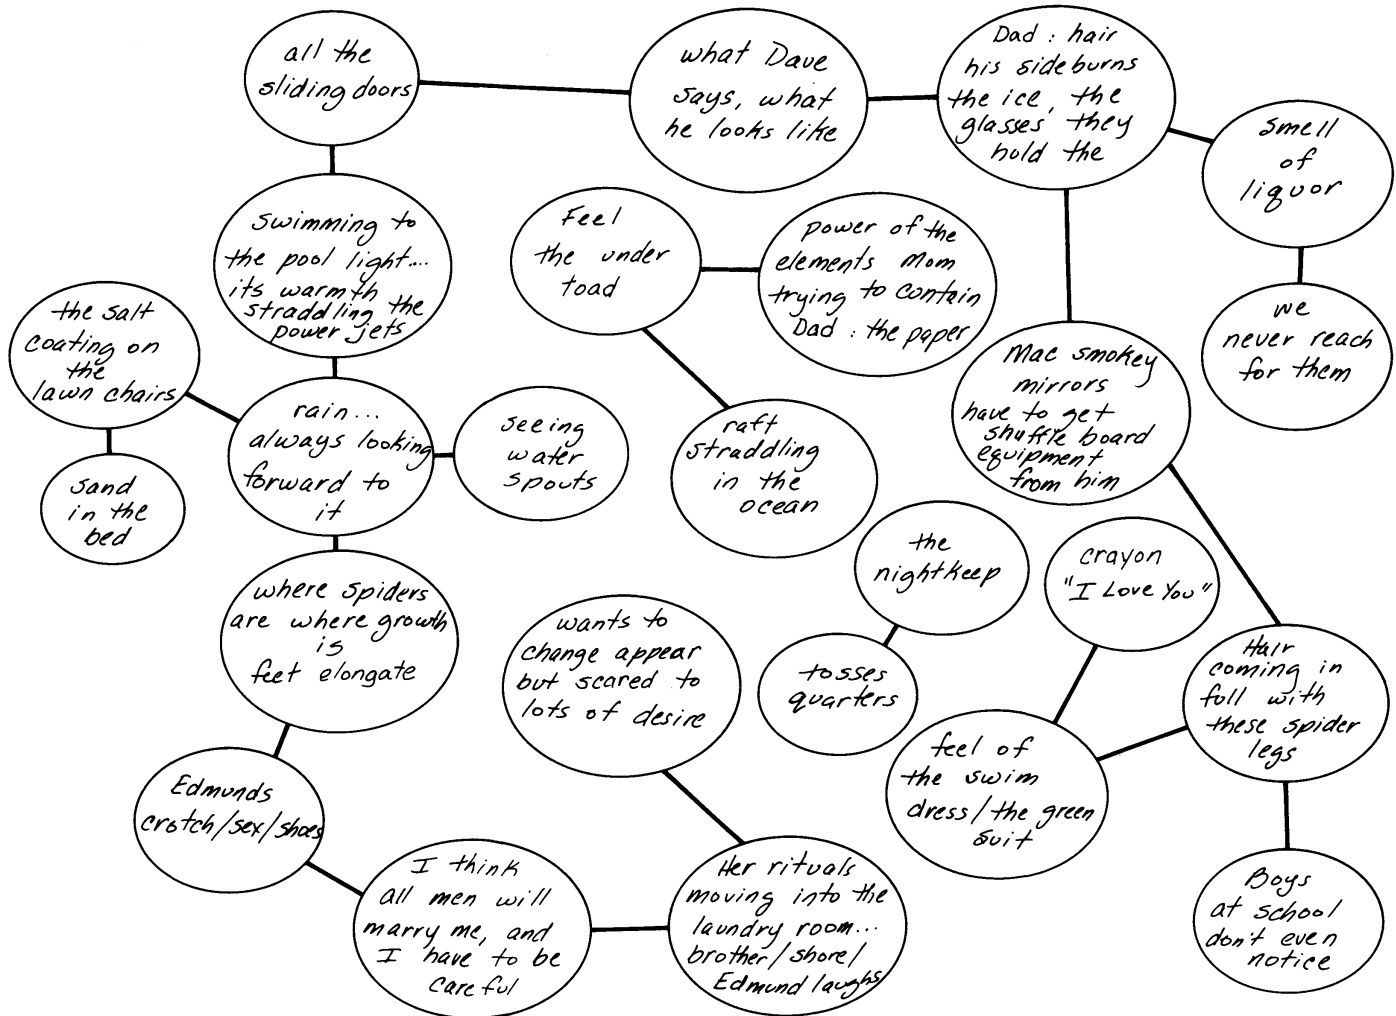 all the
sliding doors
what Dave
says, what
he looks like
Dad : hair
his sideburns
the ice, the
glasses they
hold the
smell
of
liquor
we
never reach
for them
swimming to
the pool light....
its warmth
straddling the
power jets
Feel
the under
toad
power of the
elements Mom
trying to contain
Dad : the paper
the salt
coating on
the
lawn chairs
sand
in the
bed
rain...
always looking
forward to
it
seeing
water
spouts
raft
straddling
in the
ocean
Mac smokey
mirrors
have to get
shuffle board
equipment
from him
where spiders
are where growth
is
feet elongate
wants to
change appear
but scared to
lots of desire
the
nightkeep
tosses
quarters
crayon
"I Love You"
Hair
coming in
full with
these spider
legs
feel of
the swim
dress/the green
suit
Edmunds
crotch/sex/shoes
I think
all men will
marry me, and
I have to be
careful
Her rituals
moving into the
laundry room...
brother/shore/
Edmund laughs
Boys
at school
don't even
notice